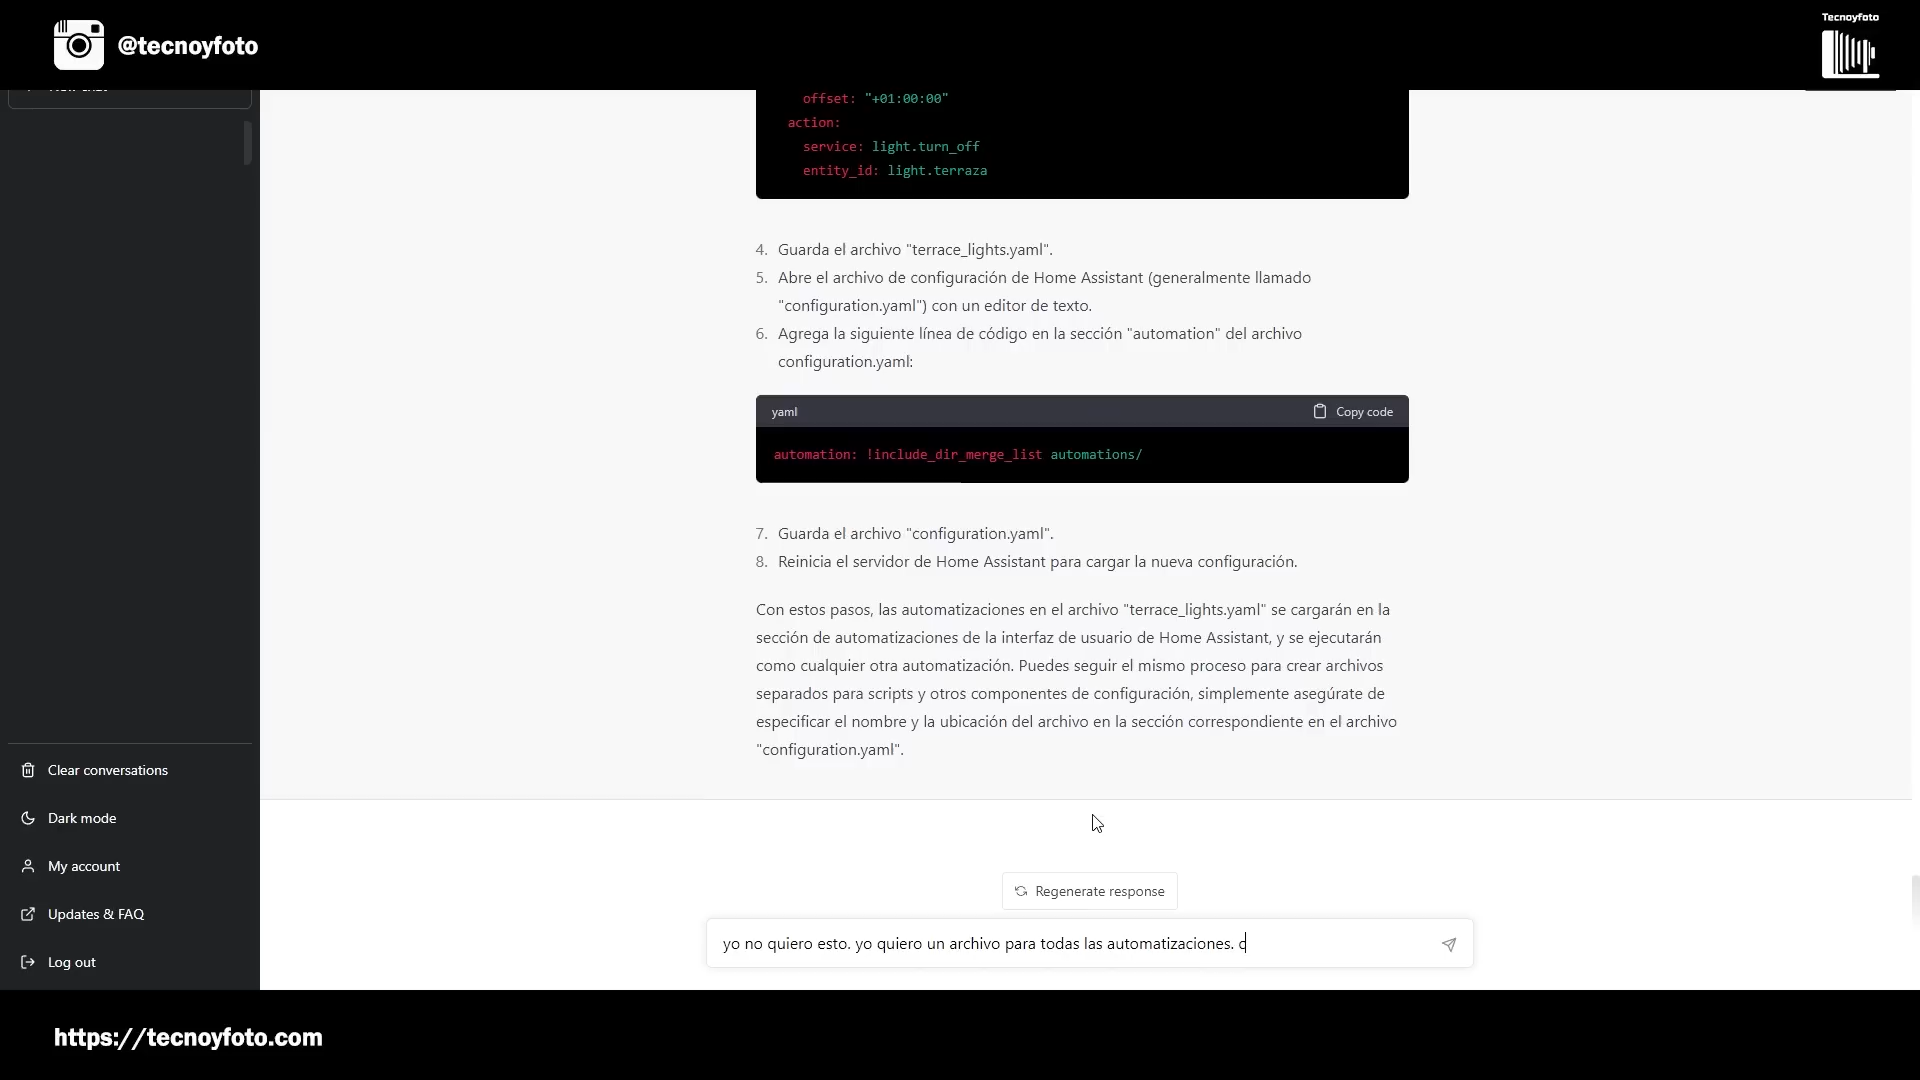 @tecnoyfoto
Tecnoyfoto
offset: "+01:00:00"
action:
service: light.turn_off
entity_id: light.terraza
4. Guarda el archivo "terrace_lights.yaml".
5. Abre el archivo de configuración de Home Assistant (generalmente llamado
"configuration.yaml") con un editor de texto.
6. Agrega la siguiente línea de código en la sección "automation" del archivo
configuration.yaml:
yaml
Copy code
automation: !include_dir_merge_list automations/
7. Guarda el archivo "configuration.yaml".
8. Reinicia el servidor de Home Assistant para cargar la nueva configuración.
Con estos pasos, las automatizaciones en el archivo "terrace_lights.yaml" se cargarán en la
sección de automatizaciones de la interfaz de usuario de Home Assistant, y se ejecutarán
como cualquier otra automatización. Puedes seguir el mismo proceso para crear archivos
separados para scripts y otros componentes de configuración, simplemente asegúrate de
especificar el nombre y la ubicación del archivo en la sección correspondiente en el archivo
"configuration.yaml".
Clear conversations
Dark mode
My account
Updates & FAQ
Log out
Regenerate response
yo no quiero esto. yo quiero un archivo para todas las automatizaciones. c
https://tecnoyfoto.com